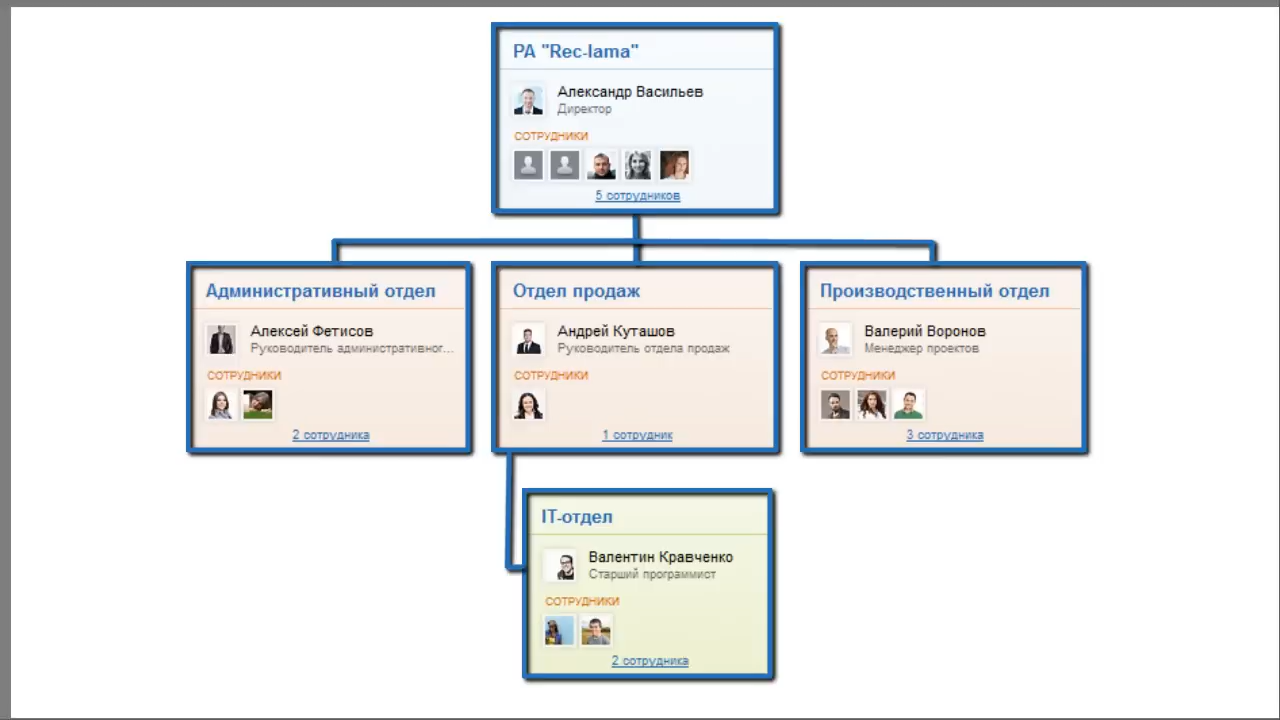 РА "Rec-lama"
Александр Васильев
Директор
СОТРУДНИКИ
5 сотрудников
Административный отдел
Алексей Фетисов
Руководитель административног...
СОТРУДНИКИ
2 сотрудника
Отдел продаж
Андрей Куташов
Руководитель отдела продаж
СОТРУДНИКИ
1 сотрудник
Производственный отдел
Валерий Воронов
Менеджер проектов
СОТРУДНИКИ
3 сотрудника
IT-отдел
Валентин Кравченко
Старший программист
СОТРУДНИКИ
2 сотрудника